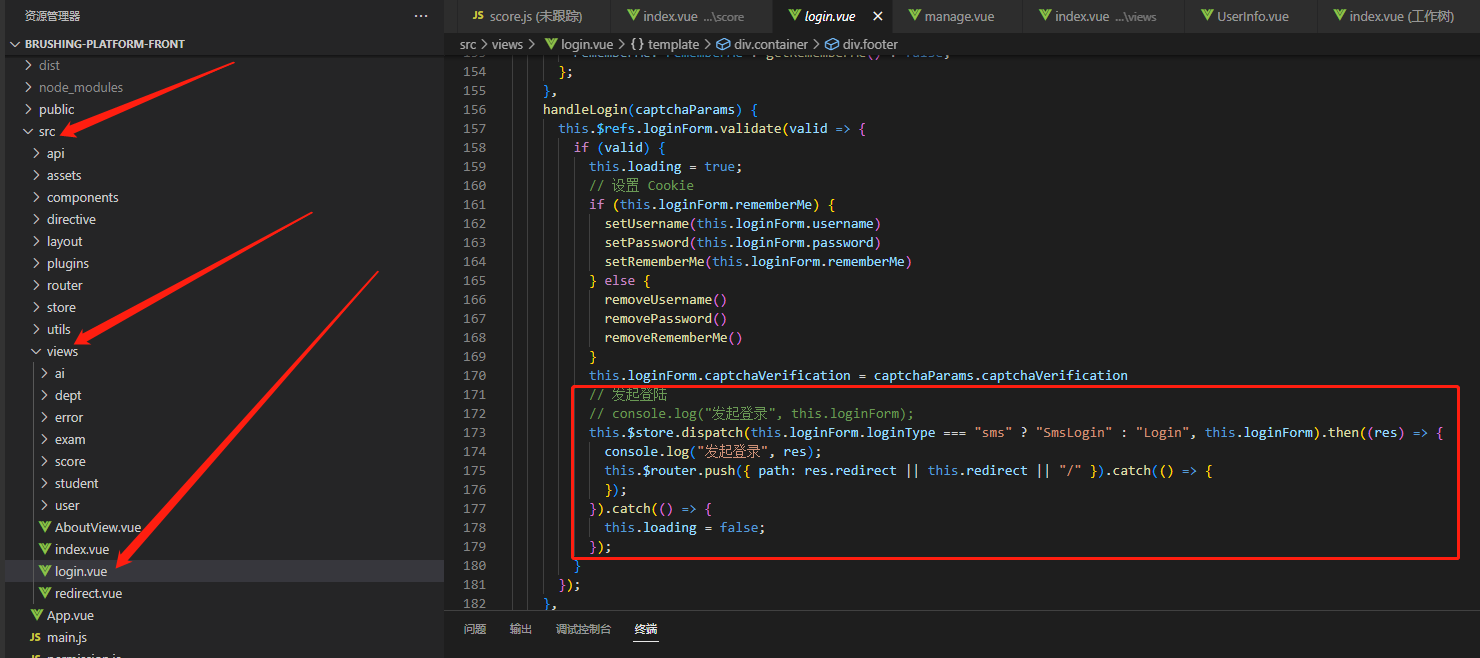 资源管理器
···
BRUSHING-PLATFORM-FRONT
dist
node_modules
public
src
api
assets
components
directive
layout
plugins
router
store
utils
views
ai
dept
error
exam
score
student
user
AboutView.vue
index.vue
login.vue
redirect.vue
App.vue
JS main.js
JS score.js (未跟踪)
index.vue ...\score
login.vue
manage.vue
index.vue ...\views
UserInfo.vue
index.vue (工作树)
src > views > login.vue > {} template > div.container > div.footer
154 };
155 },
156 handleLogin(captchaParams) {
157 this.$refs.loginForm.validate(valid => {
158 if (valid) {
159 this.loading = true;
160 // 设置 Cookie
161 if (this.loginForm.rememberMe) {
162 setUsername(this.loginForm.username)
163 setPassword(this.loginForm.password)
164 setRememberMe(this.loginForm.rememberMe)
165 } else {
166 removeUsername()
167 removePassword()
168 removeRememberMe()
169 }
170 this.loginForm.captchaVerification = captchaParams.captchaVerification
171 // 发起登陆
172 // console.log("发起登录", this.loginForm);
173 this.$store.dispatch(this.loginForm.loginType === "sms" ? "SmsLogin" : "Login", this.loginForm).then((res) => {
174 console.log("发起登录", res);
175 this.$router.push({ path: res.redirect || this.redirect || "/" }).catch(() => {
176 });
177 }).catch(() => {
178 this.loading = false;
179 });
180 }
181 });
182 },
问题
输出
调试控制台
终端